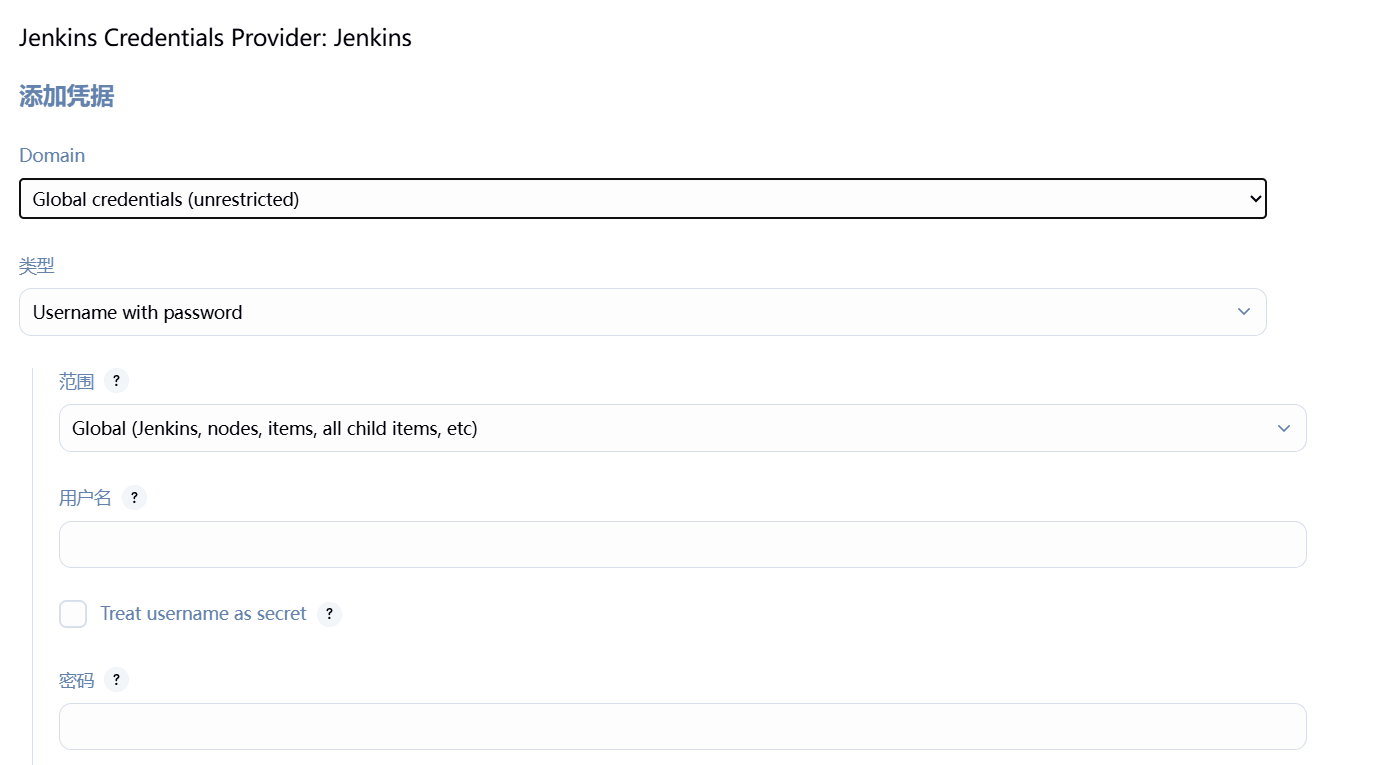 Jenkins Credentials Provider: Jenkins
添加凭据
Domain
Global credentials (unrestricted)
类型
Username with password
范围 ?
Global (Jenkins, nodes, items, all child items, etc)
用户名 ?
Treat username as secret ?
密码 ?